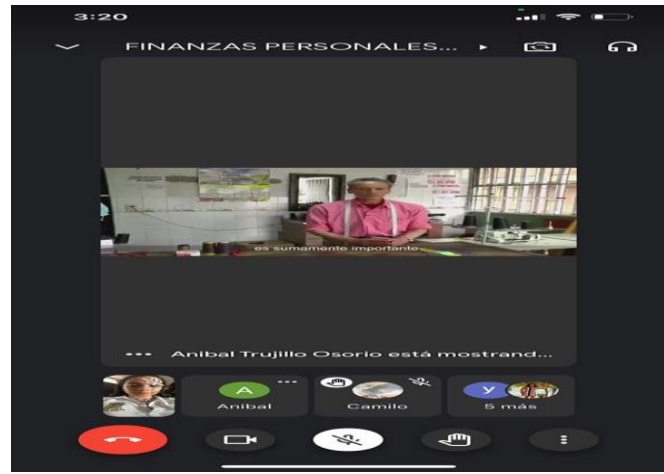 3:20
FINANZAS PERSONALES...
es sumamente importante
Anibal Trujillo Osorio está mostrand...
A
Y
Anibal
Camilo
5 más